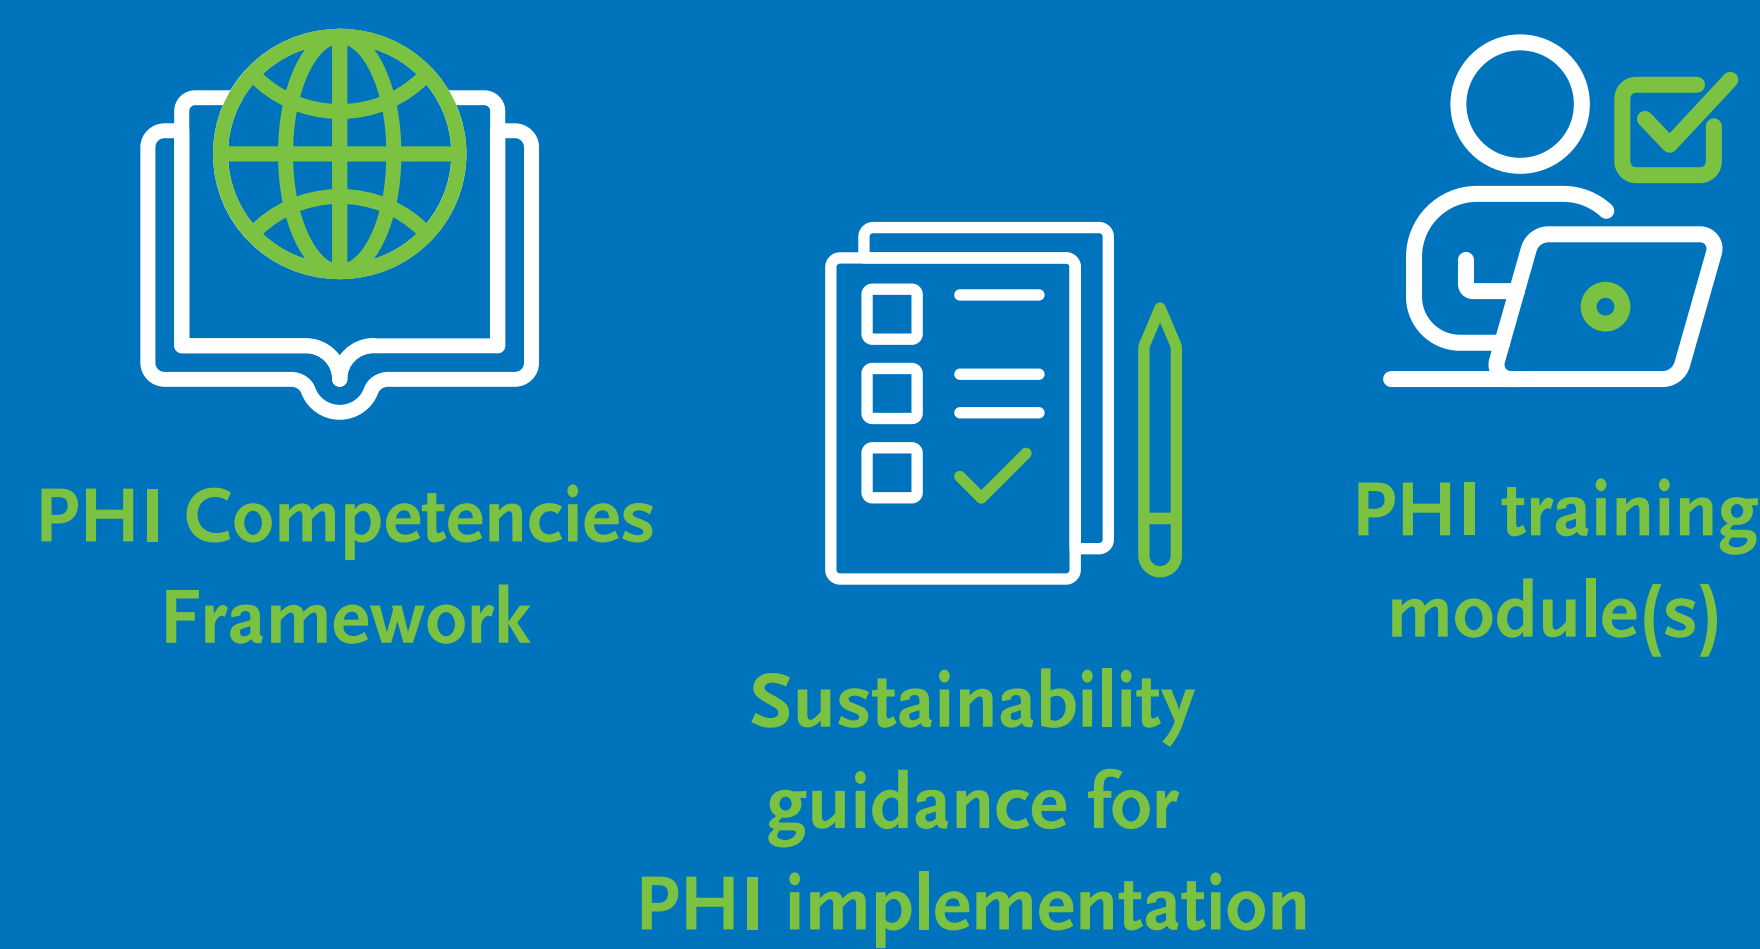 PHI Competencies
Framework
Sustainability
guidance for
PHI implementation
PHI training
module(s)